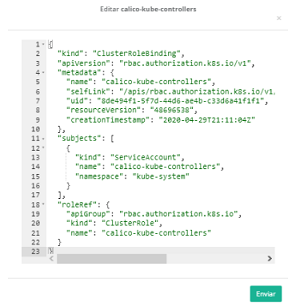 Editar calico-kube-controllers
×
1 {
2 "kind": "ClusterRoleBinding",
3 "apiVersion": "rbac.authorization.k8s.io/v1",
4 "metadata": {
5 "name": "calico-kube-controllers",
6 "selfLink": "/apis/rbac.authorization.k8s.io/v1,
7 "uid": "8de494f1-5f7d-44d6-ae4b-c33d6a41f1f1",
8 "resourceVersion": "48696538",
9 "creationTimestamp": "2020-04-29T21:11:04Z"
10 },
11 "subjects": [
12 {
13 "kind": "ServiceAccount",
14 "name": "calico-kube-controllers",
15 "namespace": "kube-system"
16 }
17 ],
18 "roleRef": {
19 "apiGroup": "rbac.authorization.k8s.io",
20 "kind": "ClusterRole",
21 "name": "calico-kube-controllers"
22 }
23 }
Enviar